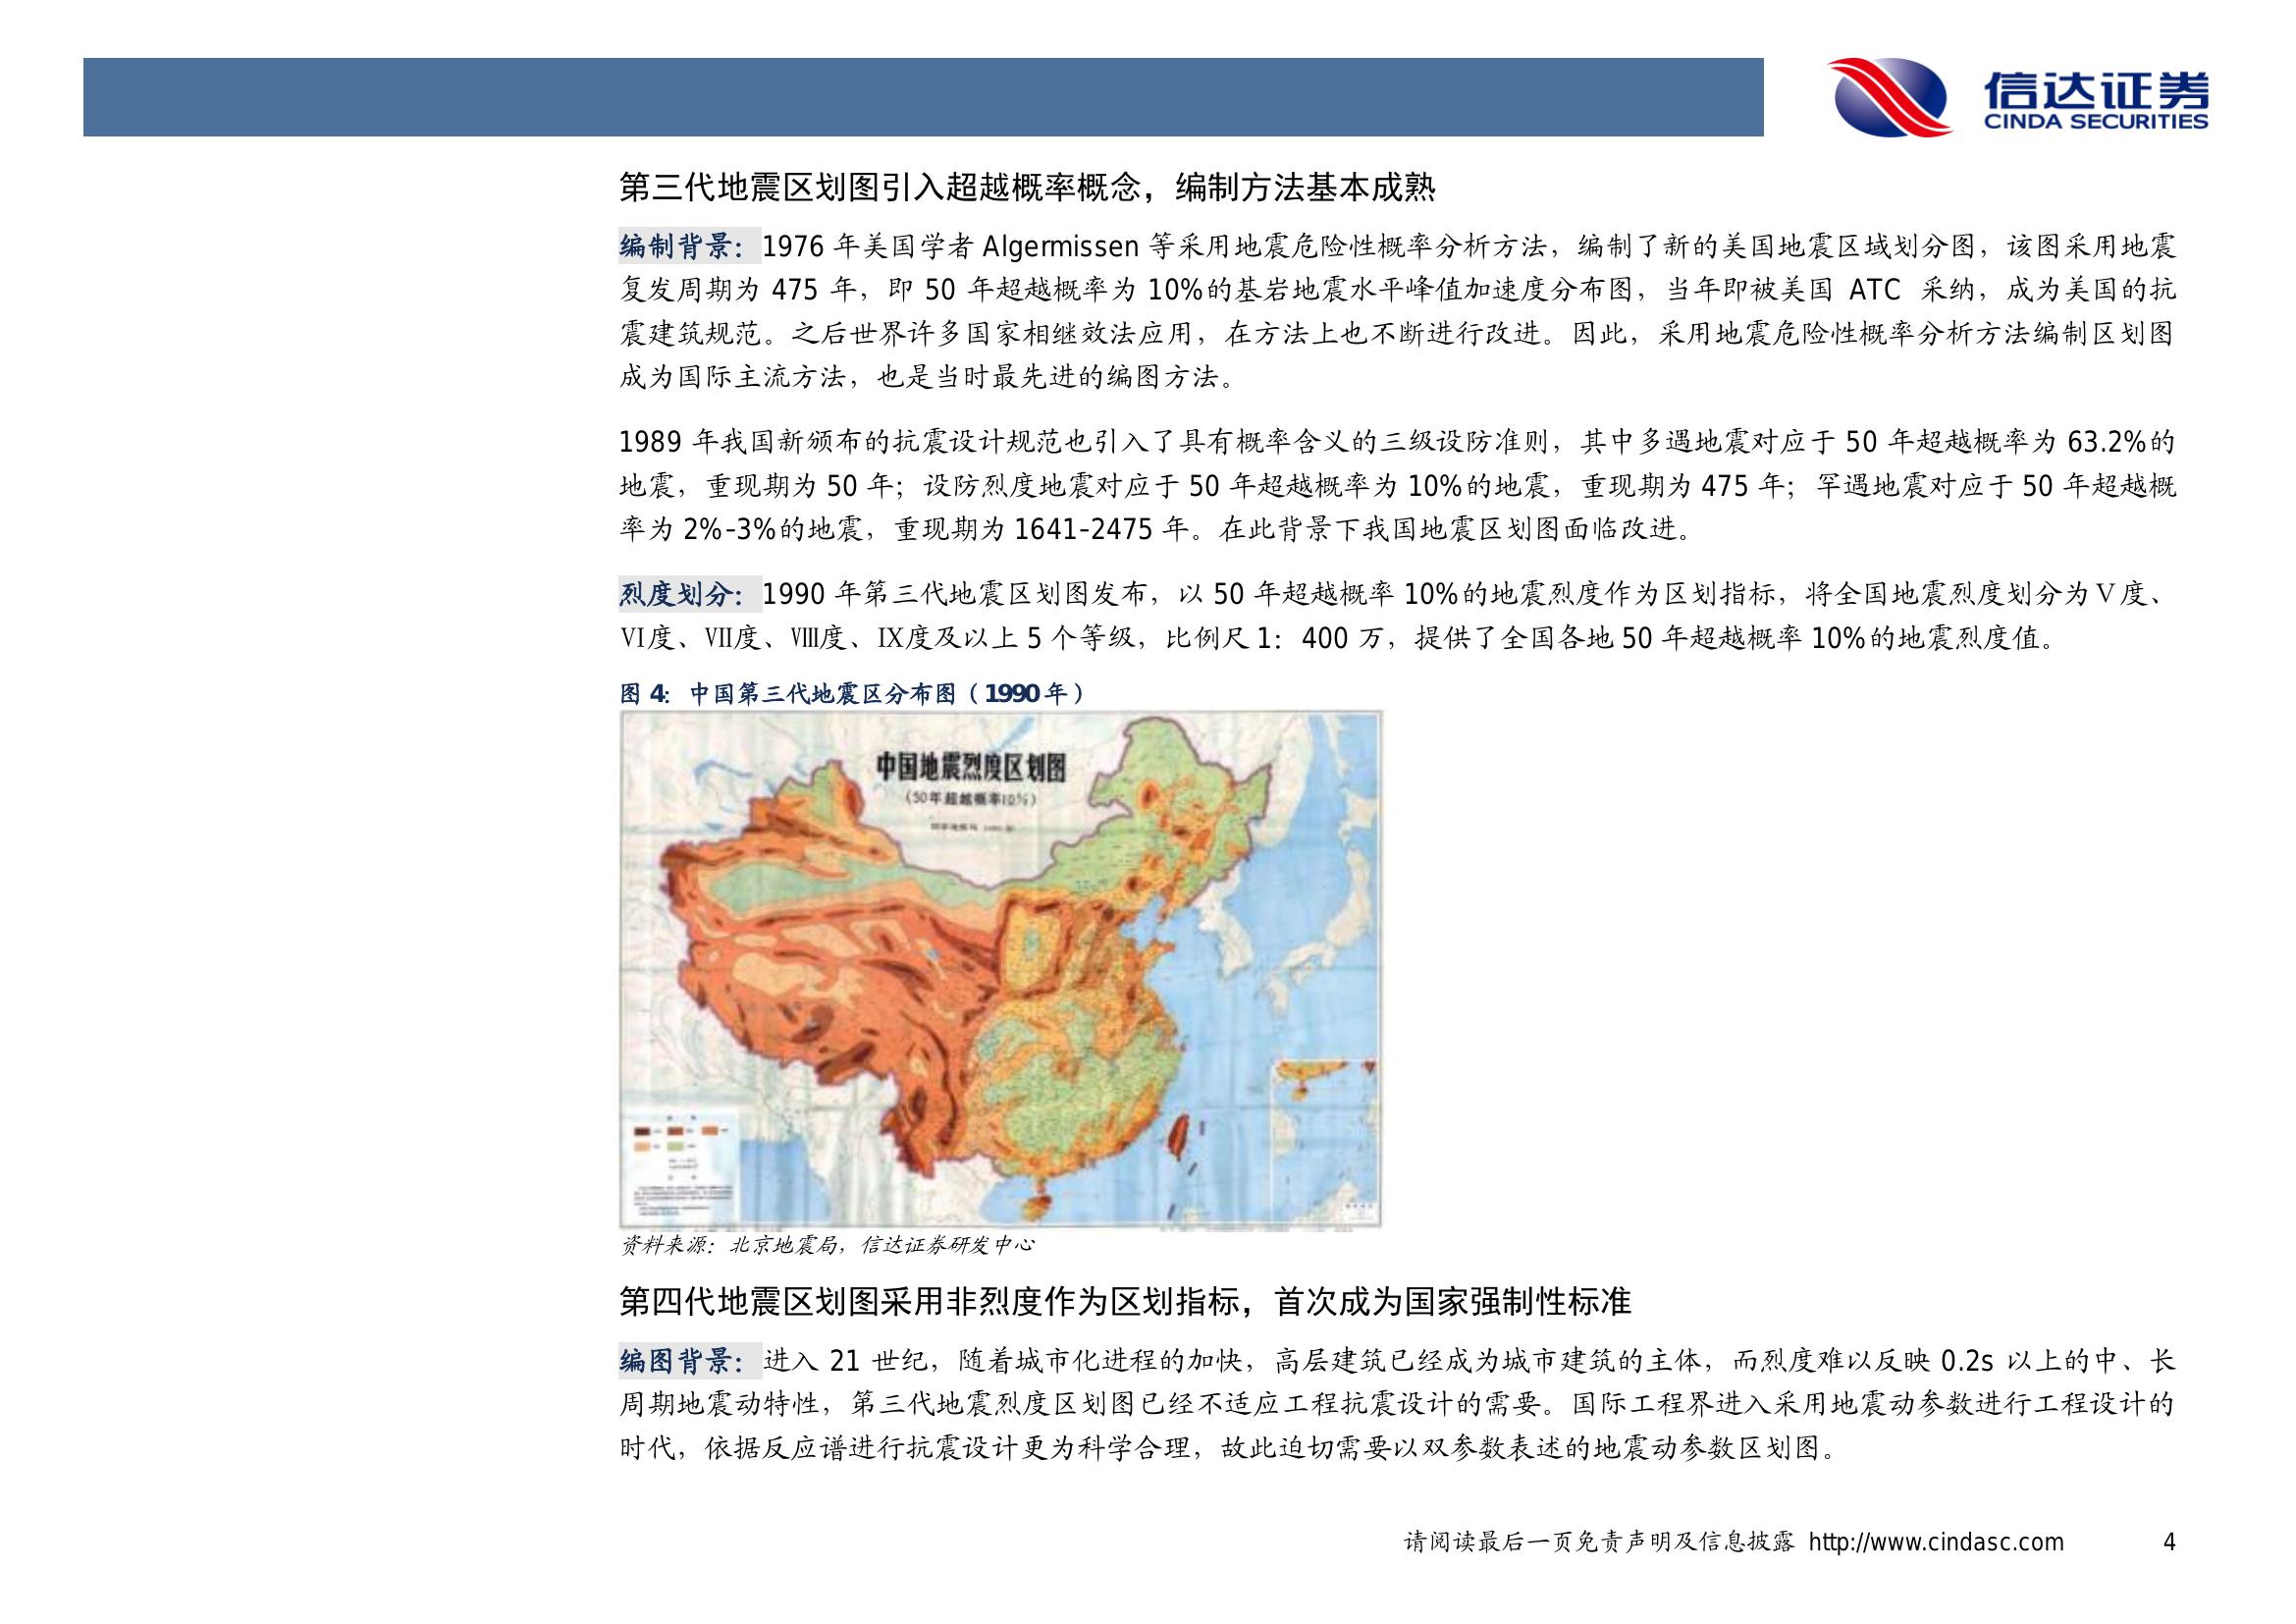 信达证券
CINDA SECURITIES
第三代地震区划图引入超越概率概念，编制方法基本成熟
编制背景：1976 年美国学者 Algermissen 等采用地震危险性概率分析方法，编制了新的美国地震区域划分图，该图采用地震
复发周期为 475 年，即 50 年超越概率为 10%的基岩地震水平峰值加速度分布图，当年即被美国 ATC 采纳，成为美国的抗
震建筑规范。之后世界许多国家相继效法应用，在方法上也不断进行改进。因此，采用地震危险性概率分析方法编制区划图
成为国际主流方法，也是当时最先进的编图方法。
1989 年我国新颁布的抗震设计规范也引入了具有概率含义的三级设防准则，其中多遇地震对应于 50 年超越概率为 63.2%的
地震，重现期为 50 年；设防烈度地震对应于 50 年超越概率为 10%的地震，重现期为 475 年；罕遇地震对应于 50 年超越概
率为 2%-3%的地震，重现期为 1641-2475 年。在此背景下我国地震区划图面临改进。
烈度划分：1990 年第三代地震区划图发布，以 50 年超越概率 10%的地震烈度作为区划指标，将全国地震烈度划分为Ⅴ度、
Ⅵ度、Ⅶ度、Ⅷ度、Ⅸ度及以上 5 个等级，比例尺 1：400 万，提供了全国各地 50 年超越概率 10%的地震烈度值。
图 4：中国第三代地震区分布图（1990 年）
中国地震烈度区划图
（50年超越概率10%）
资料来源：北京地震局，信达证券研发中心
第四代地震区划图采用非烈度作为区划指标，首次成为国家强制性标准
编图背景：进入 21 世纪，随着城市化进程的加快，高层建筑已经成为城市建筑的主体，而烈度难以反映 0.2s 以上的中、长
周期地震动特性，第三代地震烈度区划图已经不适应工程抗震设计的需要。国际工程界进入采用地震动参数进行工程设计的
时代，依据反应谱进行抗震设计更为科学合理，故此迫切需要以双参数表述的地震动参数区划图。
请阅读最后一页免责声明及信息披露 http://www.cindasc.com 4